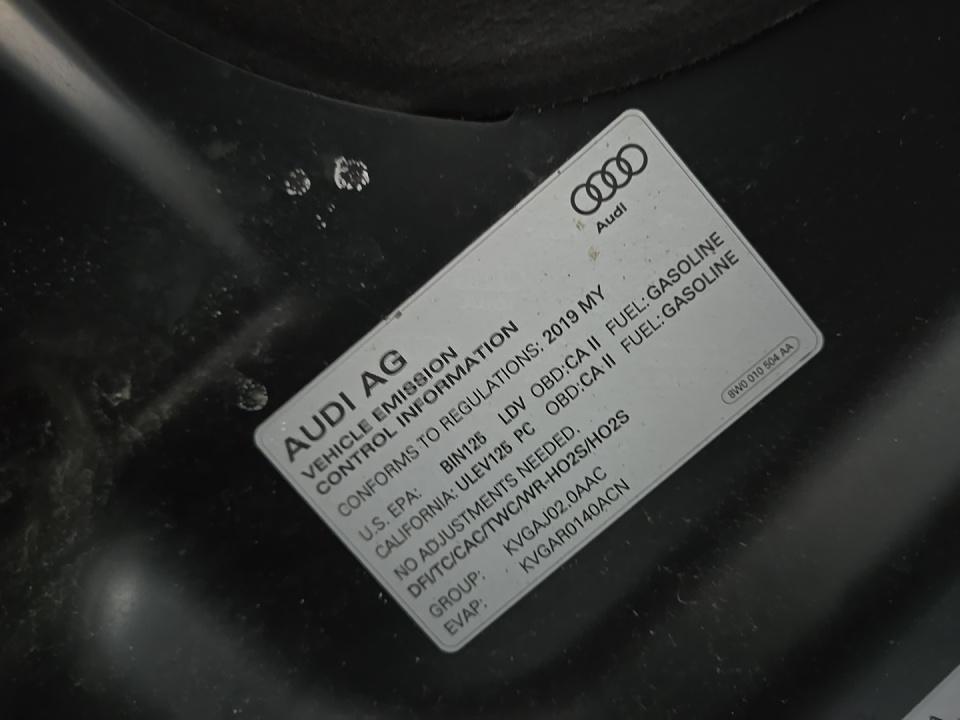 Audi
AUDI AG
VEHICLE EMISSION
CONTROL INFORMATION
CONFORMS TO REGULATIONS: 2019 MY
U.S. EPA: BIN125 LDV OBD:CA II FUEL: GASOLINE
CALIFORNIA: ULEV125 PC OBD:CA II FUEL: GASOLINE
NO ADJUSTMENTS NEEDED.
DFI/TC/CAC/TWC/WR-HO2S/HO2S
GROUP: KVGAJ02.0AAC
EVAP: KVGAR0140ACN
8W0 010 504 AA